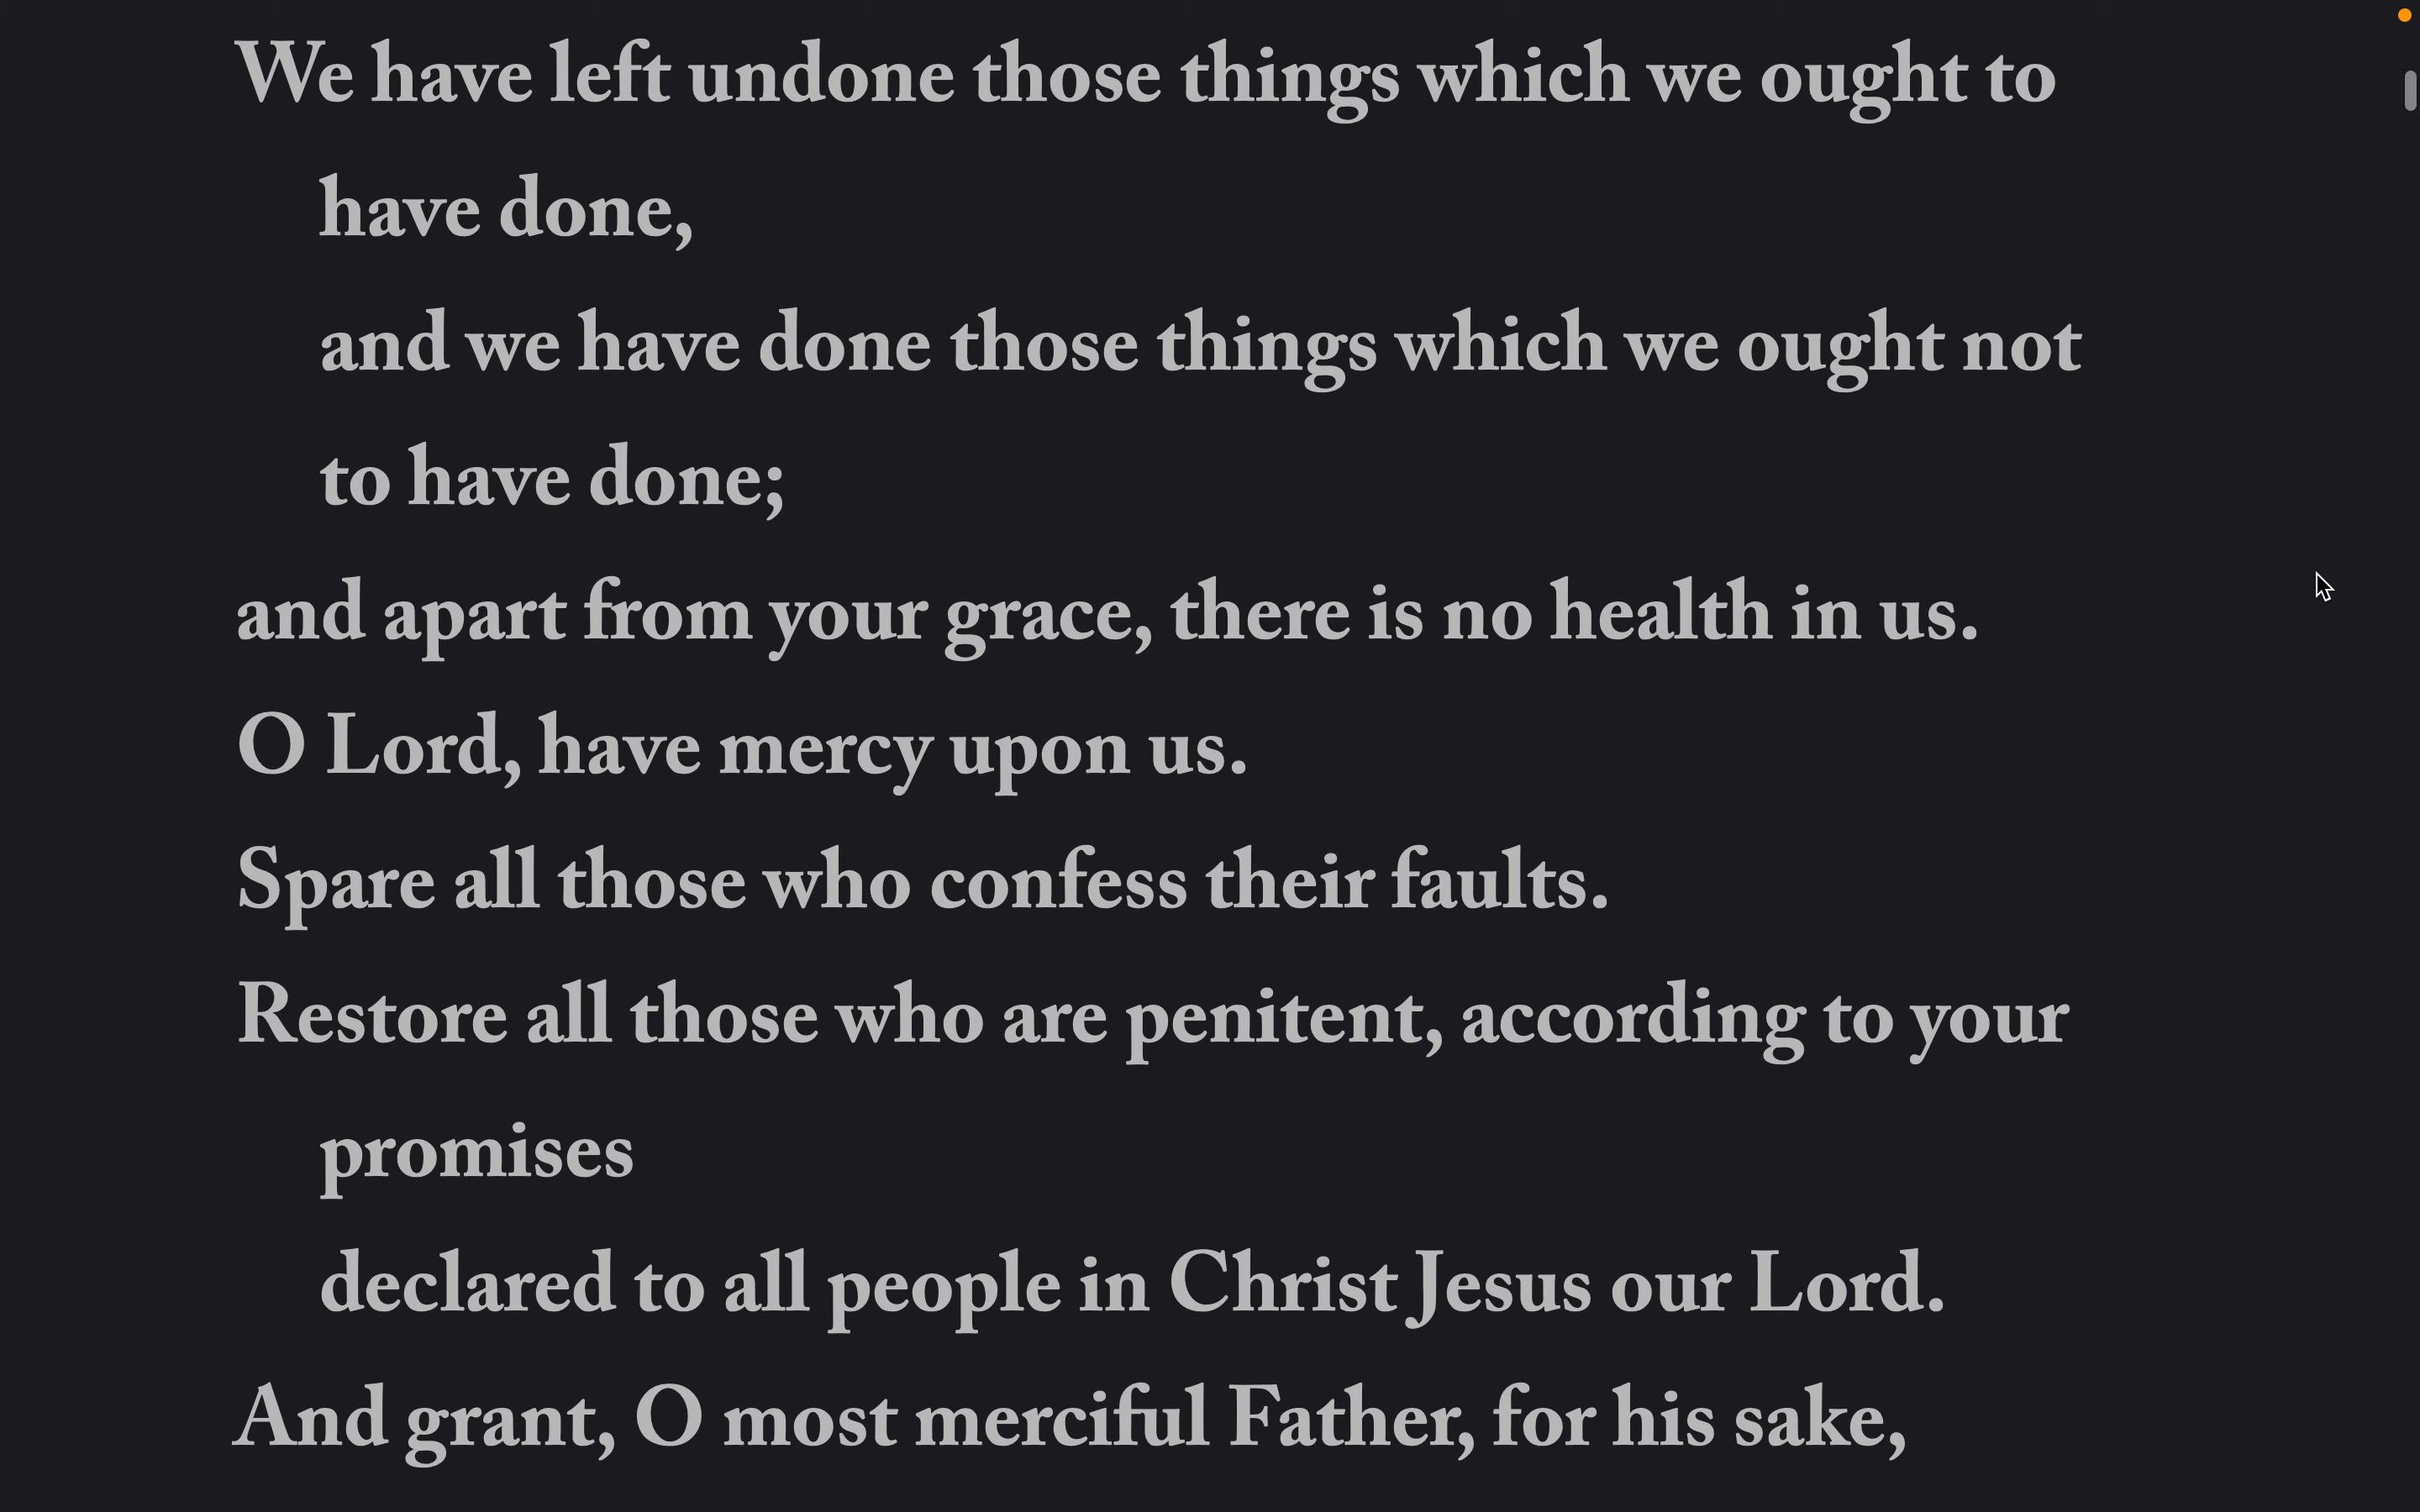 We have left undone those things which we ought to
have done,
and we have done those things which we ought not
to have done;
and apart from your grace, there is no health in us.
O Lord, have mercy upon us.
Spare all those who confess their faults.
Restore all those who are penitent, according to your
promises
declared to all people in Christ Jesus our Lord.
And grant, O most merciful Father, for his sake,